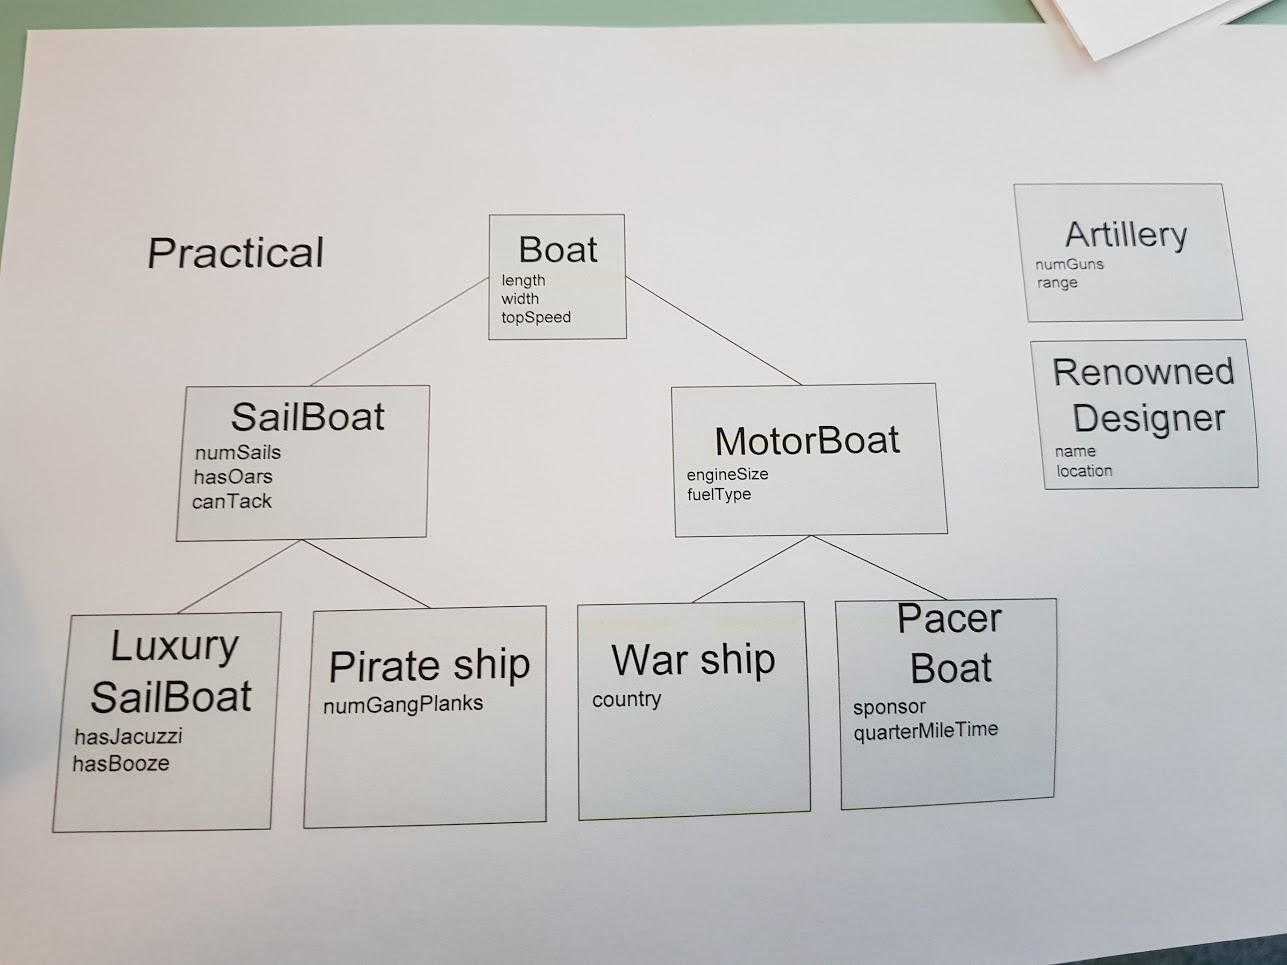 Practical
Boat
length
width
topSpeed
SailBoat
numSails
hasOars
canTack
MotorBoat
engineSize
fuelType
Luxury
SailBoat
hasJacuzzi
hasBooze
Pirate ship
numGangPlanks
War ship
country
Pacer
Boat
sponsor
quarterMileTime
Artillery
numGuns
range
Renowned
Designer
name
location